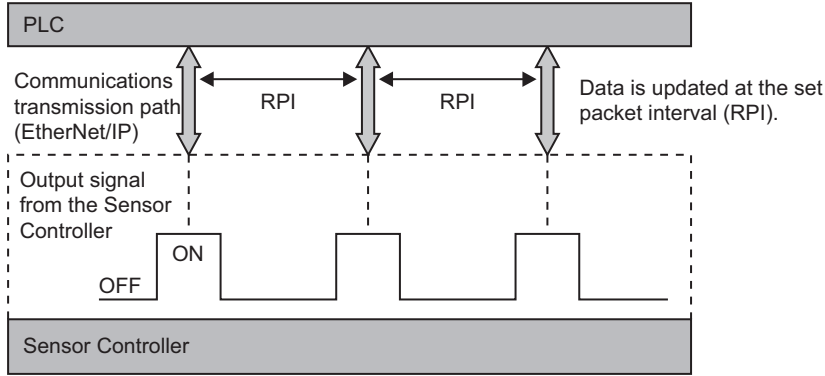 PLC
Communications
transmission path
(EtherNet/IP)
RPI
RPI
Data is updated at the set
packet interval (RPI).
Output signal
from the Sensor
Controller
ON
OFF
Sensor Controller